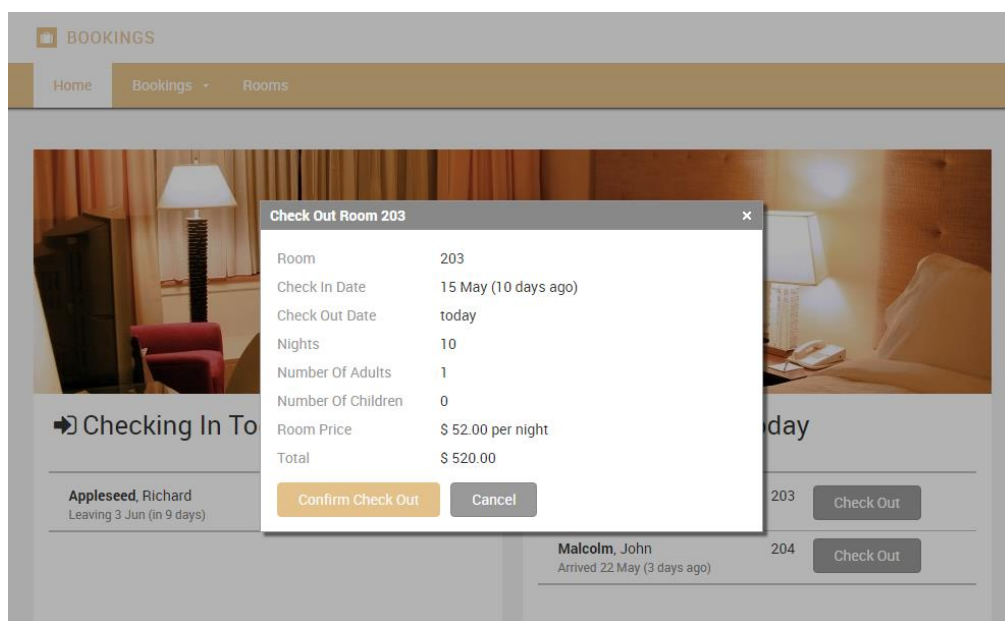 BOOKINGS
Home Bookings Rooms
Check Out Room 203 ×
Room 203
Check In Date 15 May (10 days ago)
Check Out Date today
Nights 10
Number Of Adults 1
Number Of Children 0
Room Price $ 52.00 per night
Total $ 520.00
Confirm Check Out Cancel
Checking In To
day
Appleseed, Richard
Leaving 3 Jun (in 9 days)
203 Check Out
Malcolm, John 204 Check Out
Arrived 22 May (3 days ago)